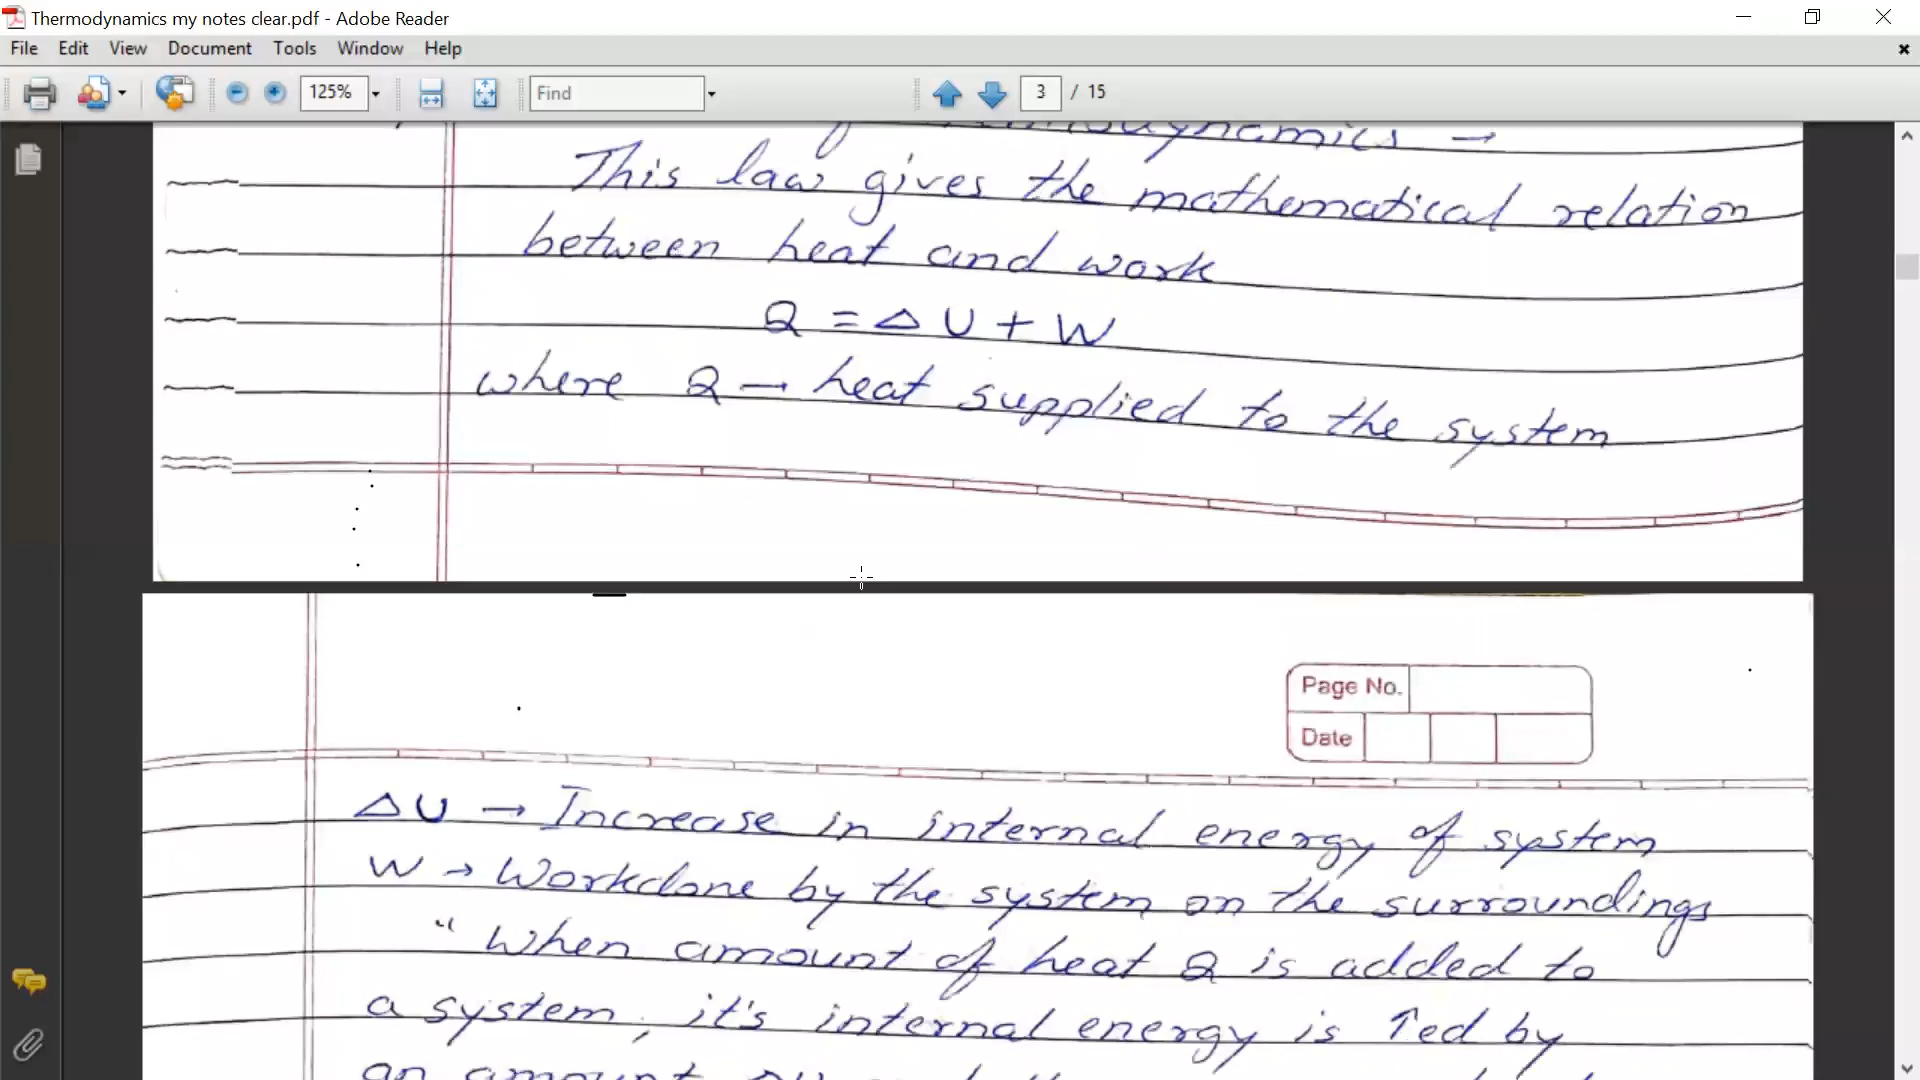 Thermodynamics my notes clear.pdf - Adobe Reader
File Edit View Document Tools Window Help
125% Find 3 / 15
Thermodynamics →
This law gives the mathematical relation
between heat and work
Q = Δ U + W
where Q → heat supplied to the system
Page No.
Date
ΔU → Increase in internal energy of system
W → Workdone by the system on the surroundings
" When amount of heat Q is added to
a system, it's internal energy is ↑ed by
an amount ΔU